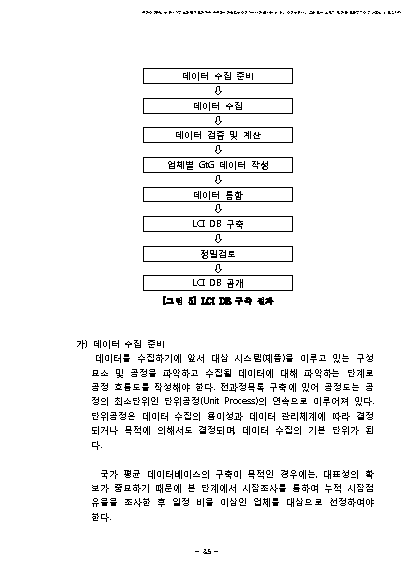 데이터 수집 준비
⇩
데이터 수집
⇩
데이터 검증 및 계산
⇩
업체별 GtG 데이터 작성
⇩
데이터 통합
⇩
LCI DB 구축
⇩
정밀검토
⇩
LCI DB 공개
[그림 5] LCI DB 구축 절차
가) 데이터 수집 준비
데이터를 수집하기에 앞서 대상 시스템(제품)을 이루고 있는 구성
요소 및 공정을 파악하고 수집될 데이터에 대해 파악하는 단계로
공정 흐름도를 작성해야 한다. 전과정목록 구축에 있어 공정도는 공
정의 최소단위인 단위공정(Unit Process)의 연속으로 이루어져 있다.
단위공정은 데이터 수집의 용이성과 데이터 관리체계에 따라 결정
되거나 목적에 의해서도 결정되며, 데이터 수집의 기본 단위가 된
다.
국가 평균 데이터베이스의 구축이 목적인 경우에는, 대표성의 확
보가 중요하기 때문에 본 단계에서 시장조사를 통하여 누적 시장점
유율을 조사한 후 일정 비율 이상인 업체를 대상으로 선정하여야
한다.